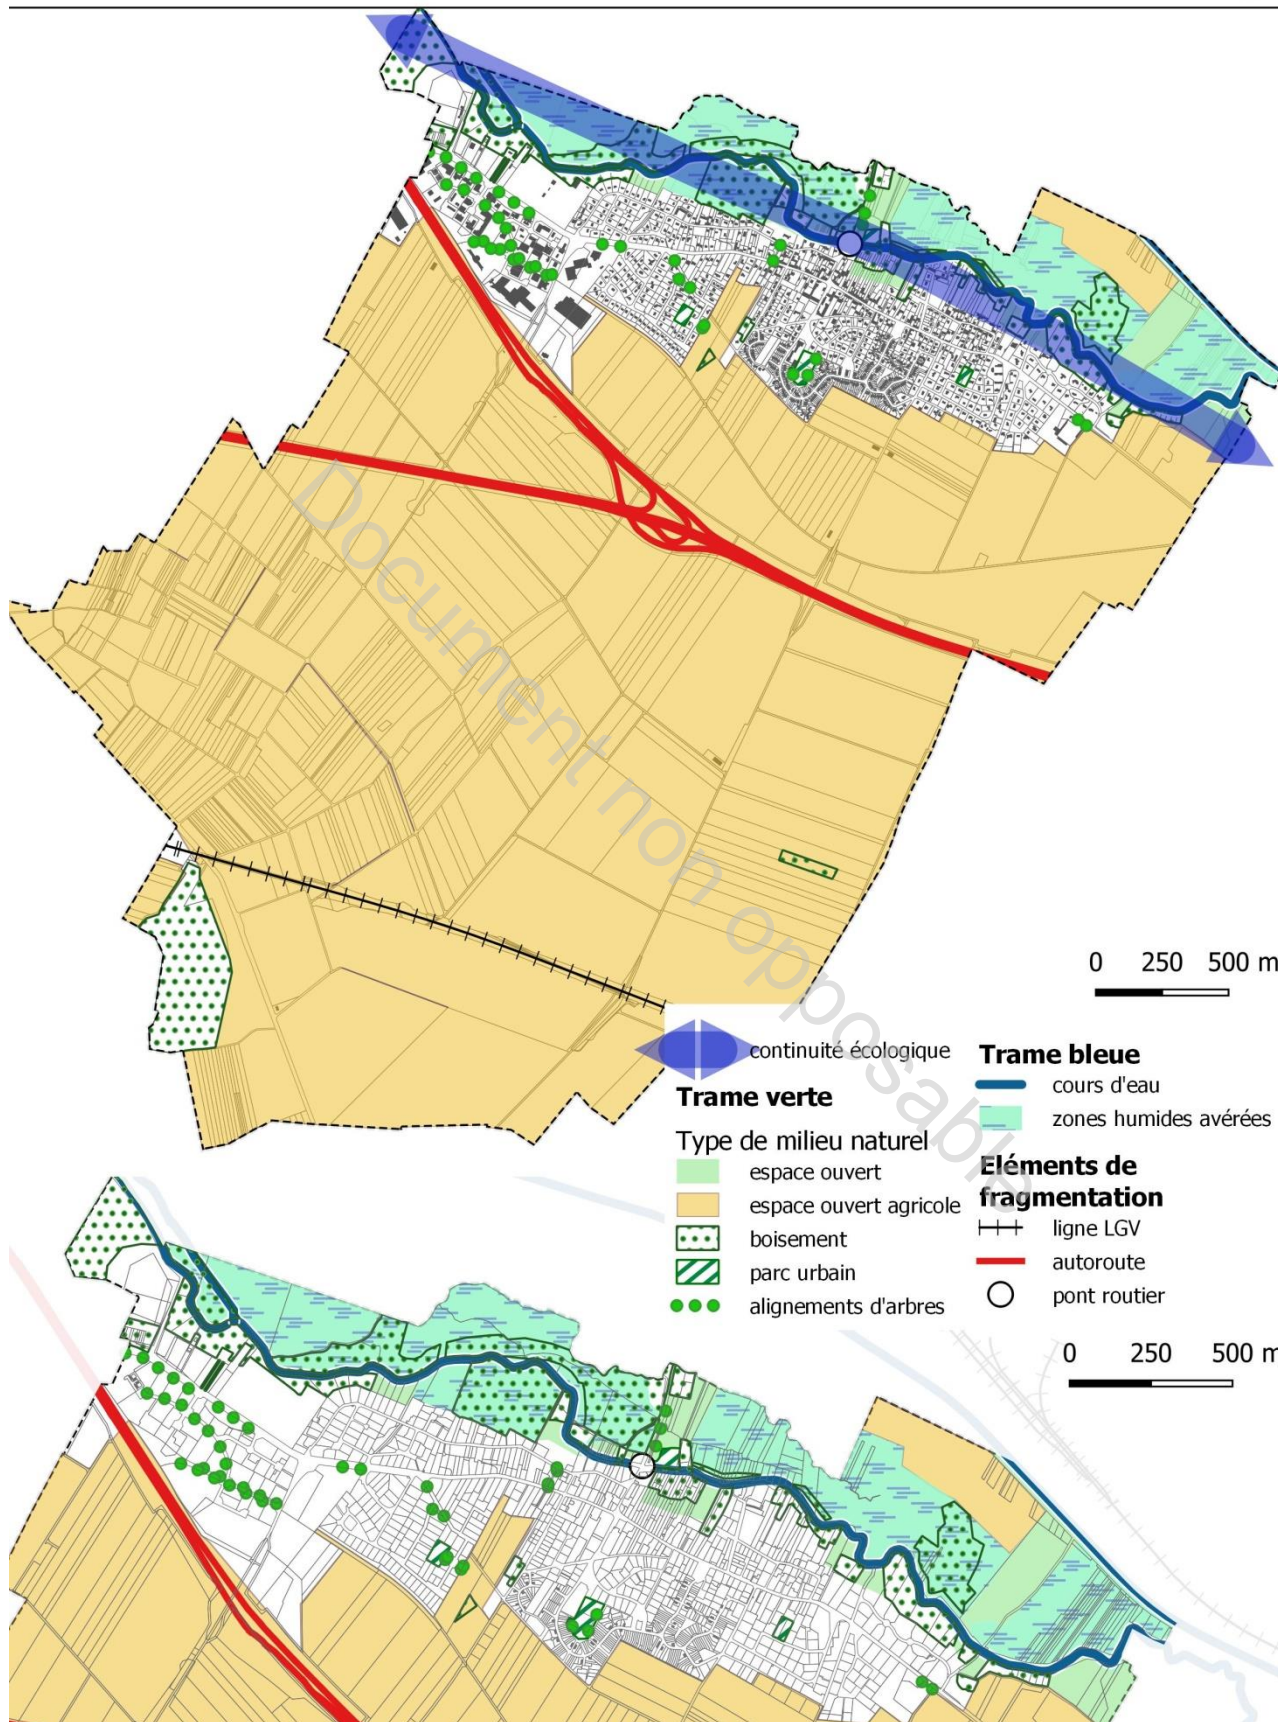 Document non opposable
0 250 500 m
continuité écologique
Trame verte
Type de milieu naturel
espace ouvert
espace ouvert agricole
boisement
parc urbain
alignements d'arbres
Trame bleue
cours d'eau
zones humides avérées
Eléments de
fragmentation
ligne LGV
autoroute
pont routier
0 250 500 m